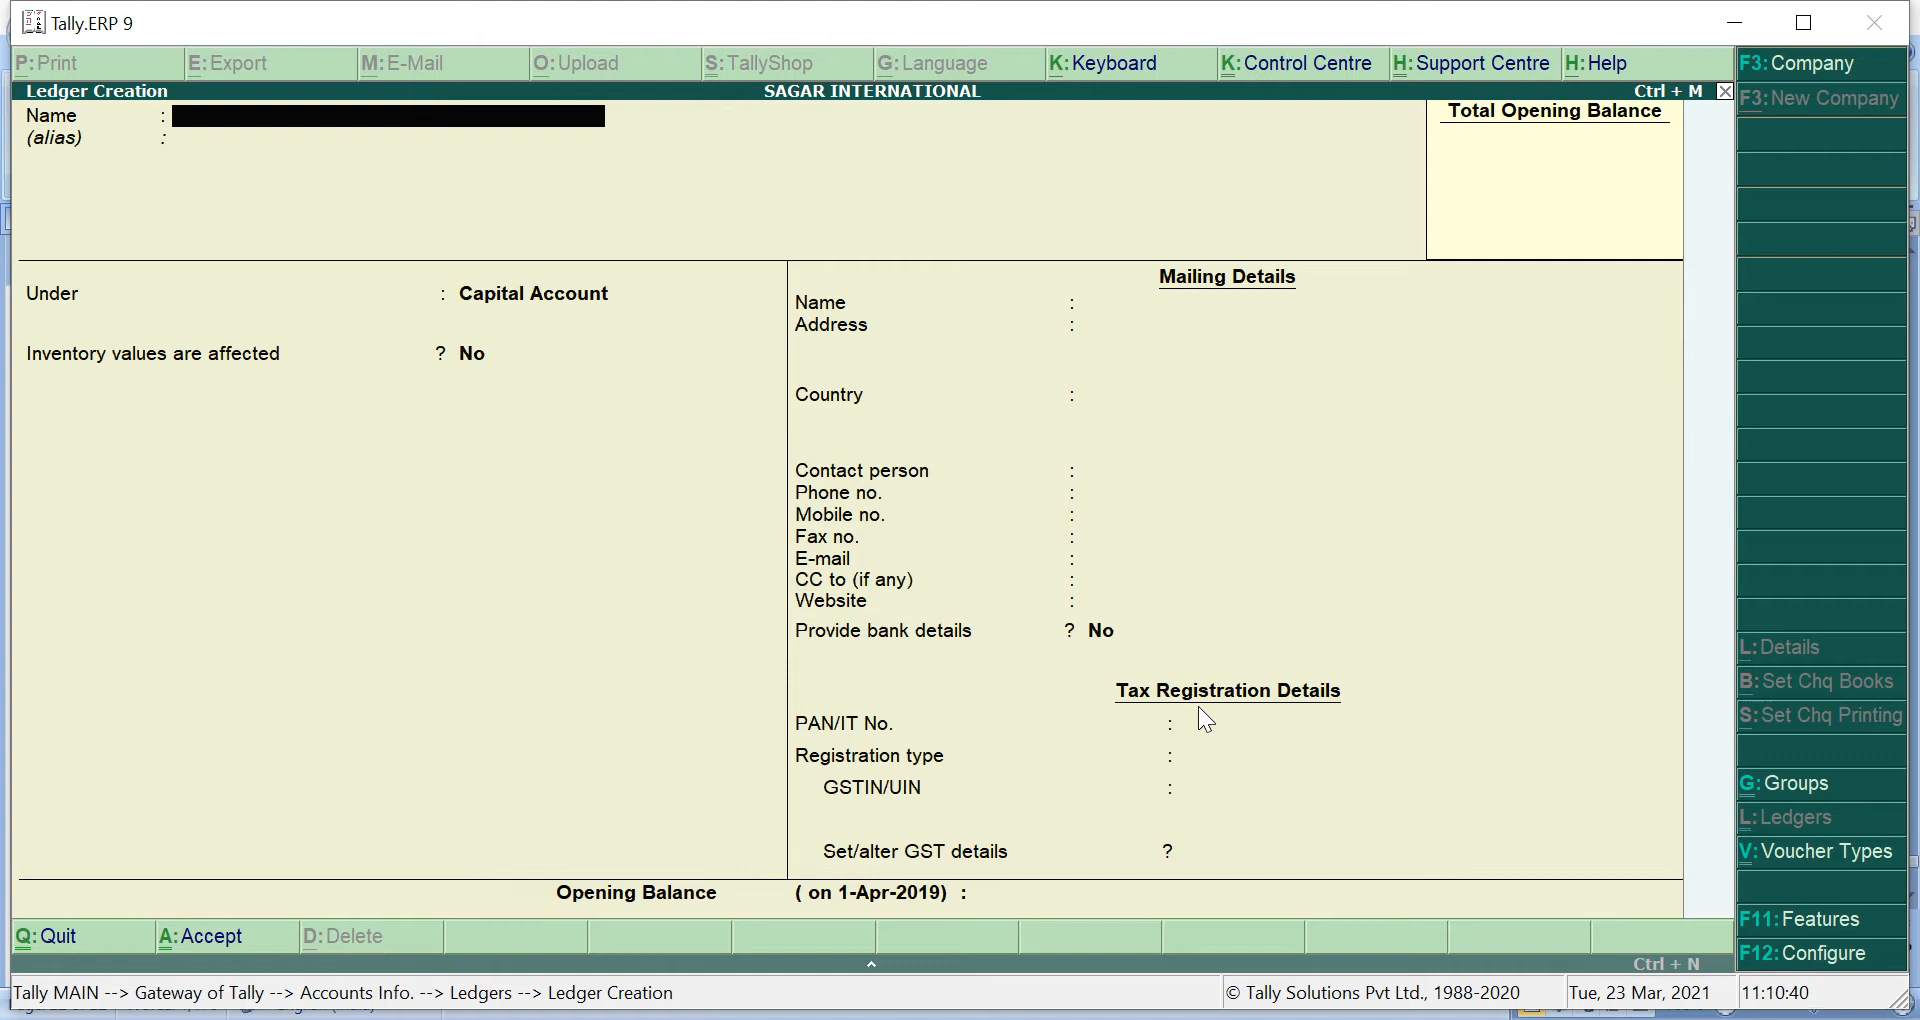 Tally.ERP 9
P: Print E: Export M: E-Mail O: Upload S: TallyShop G: Language K: Keyboard K: Control Centre H: Support Centre H: Help
Ledger Creation SAGAR INTERNATIONAL Ctrl + M
Name :
(alias) :
Total Opening Balance
Under : Capital Account
Inventory values are affected ? No
Mailing Details
Name :
Address :
Country :
Contact person :
Phone no. :
Mobile no. :
Fax no. :
E-mail :
CC to (if any) :
Website :
Provide bank details ? No
Tax Registration Details
PAN/IT No. :
Registration type :
GSTIN/UIN :
Set/alter GST details ?
Opening Balance ( on 1-Apr-2019) :
F3: Company
F3: New Company
L: Details
B: Set Chq Books
S: Set Chq Printing
G: Groups
L: Ledgers
V: Voucher Types
F11: Features
F12: Configure
Q: Quit A: Accept D: Delete
Ctrl + N
Tally MAIN --> Gateway of Tally --> Accounts Info. --> Ledgers --> Ledger Creation © Tally Solutions Pvt Ltd., 1988-2020 Tue, 23 Mar, 2021 11:10:40